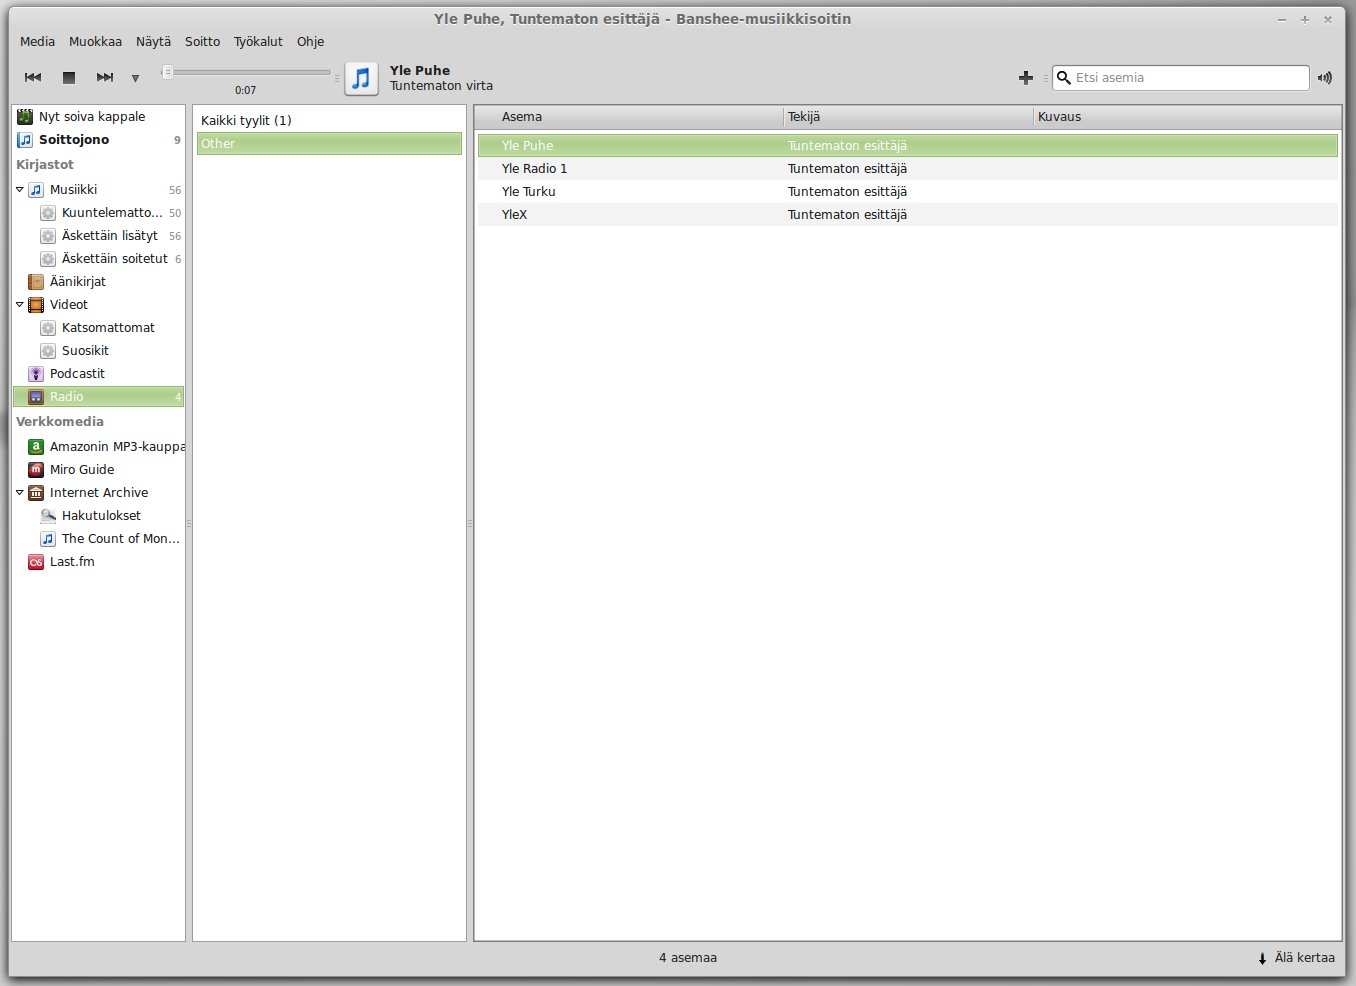 Yle Puhe, Tuntematon esittäjä - Banshee-musiikkisoitin
Media Muokkaa Näytä Soitto Työkalut Ohje
0:07
Yle Puhe
Tuntematon virta
Etsi asemia
Nyt soiva kappale
Soittojono 9
Kirjastot
Musiikki 56
Kuuntelematto... 50
Äskettäin lisätyt 56
Äskettäin soitetut 6
Äänikirjat
Videot
Katsomattomat
Suosikit
Podcastit
Radio 4
Verkkomedia
Amazonin MP3-kauppa
Miro Guide
Internet Archive
Hakutulokset
The Count of Mon...
Last.fm
Kaikki tyylit (1)
Other
Asema Tekijä Kuvaus
Yle Puhe Tuntematon esittäjä
Yle Radio 1 Tuntematon esittäjä
Yle Turku Tuntematon esittäjä
YleX Tuntematon esittäjä
4 asemaa
Älä kertaa